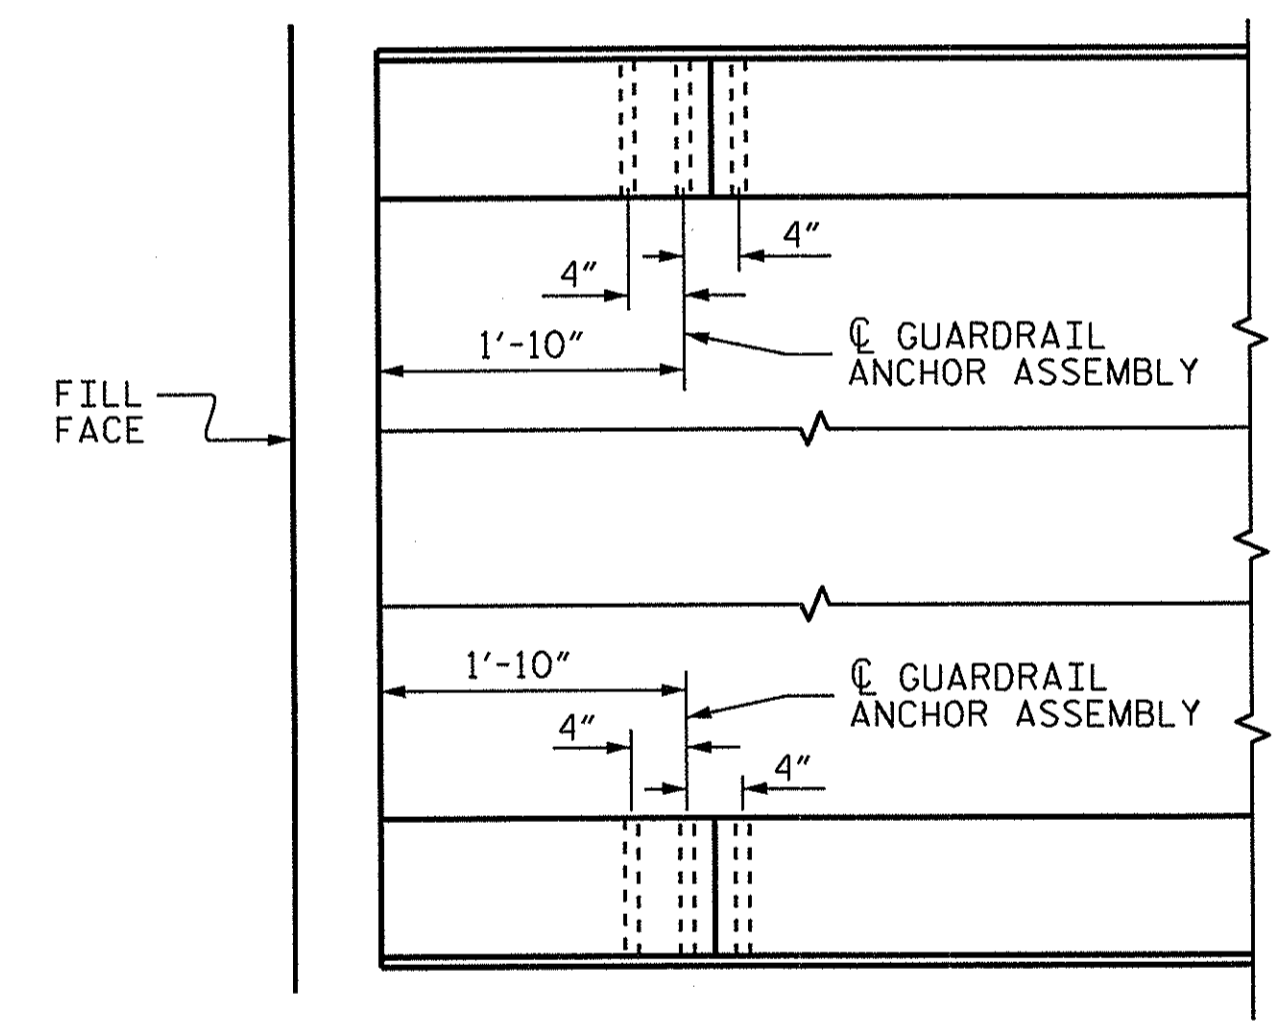 4"
4"
1'-10"
℄ GUARDRAIL
ANCHOR ASSEMBLY
FILL
FACE
1'-10"
℄ GUARDRAIL
ANCHOR ASSEMBLY
4"
4"